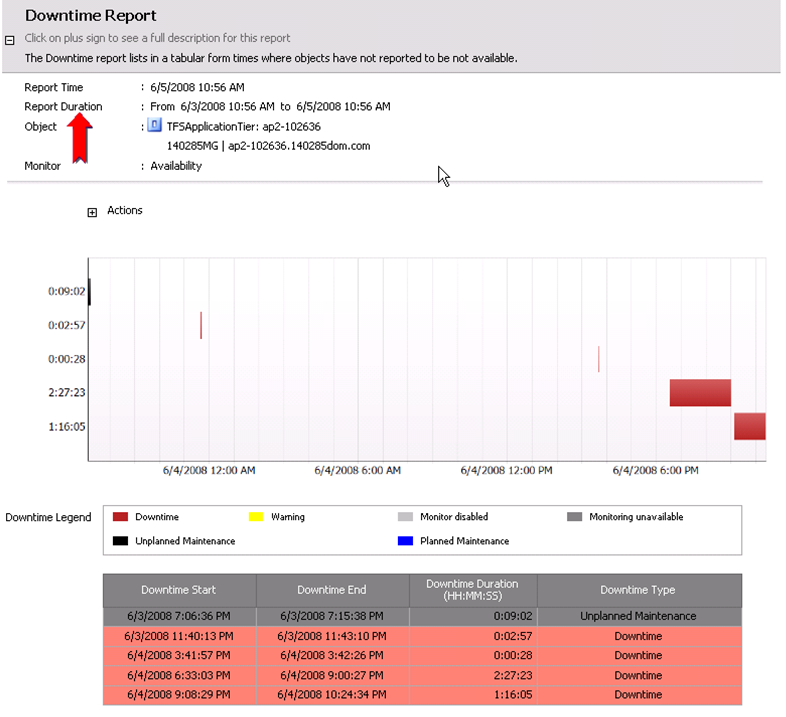 Downtime Report
Click on plus sign to see a full description for this report
The Downtime report lists in a tabular form times where objects have not reported to be not available.
Report Time : 6/5/2008 10:56 AM
Report Duration : From 6/3/2008 10:56 AM to 6/5/2008 10:56 AM
Object : TFSApplicationTier: ap2-102636
140285MG | ap2-102636.140285dom.com
Monitor : Availability
Actions
0:09:02
0:02:57
0:00:28
2:27:23
1:16:05
6/4/2008 12:00 AM 6/4/2008 6:00 AM 6/4/2008 12:00 PM 6/4/2008 6:00 PM
Downtime Legend Downtime Warning Monitor disabled Monitoring unavailable
Unplanned Maintenance Planned Maintenance
Downtime Start Downtime End Downtime Duration (HH:MM:SS) Downtime Type
6/3/2008 7:06:36 PM 6/3/2008 7:15:38 PM 0:09:02 Unplanned Maintenance
6/3/2008 11:40:13 PM 6/3/2008 11:43:10 PM 0:02:57 Downtime
6/4/2008 3:41:57 PM 6/4/2008 3:42:26 PM 0:00:28 Downtime
6/4/2008 6:33:03 PM 6/4/2008 9:00:27 PM 2:27:23 Downtime
6/4/2008 9:08:29 PM 6/4/2008 10:24:34 PM 1:16:05 Downtime